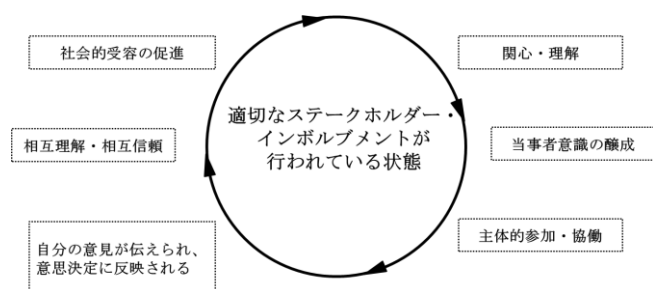 社会的受容の促進
関心・理解
適切なステークホルダー・
インボルブメントが
行われている状態
相互理解・相互信頼
当事者意識の醸成
自分の意見が伝えられ、
意思決定に反映される
主体的参加・協働